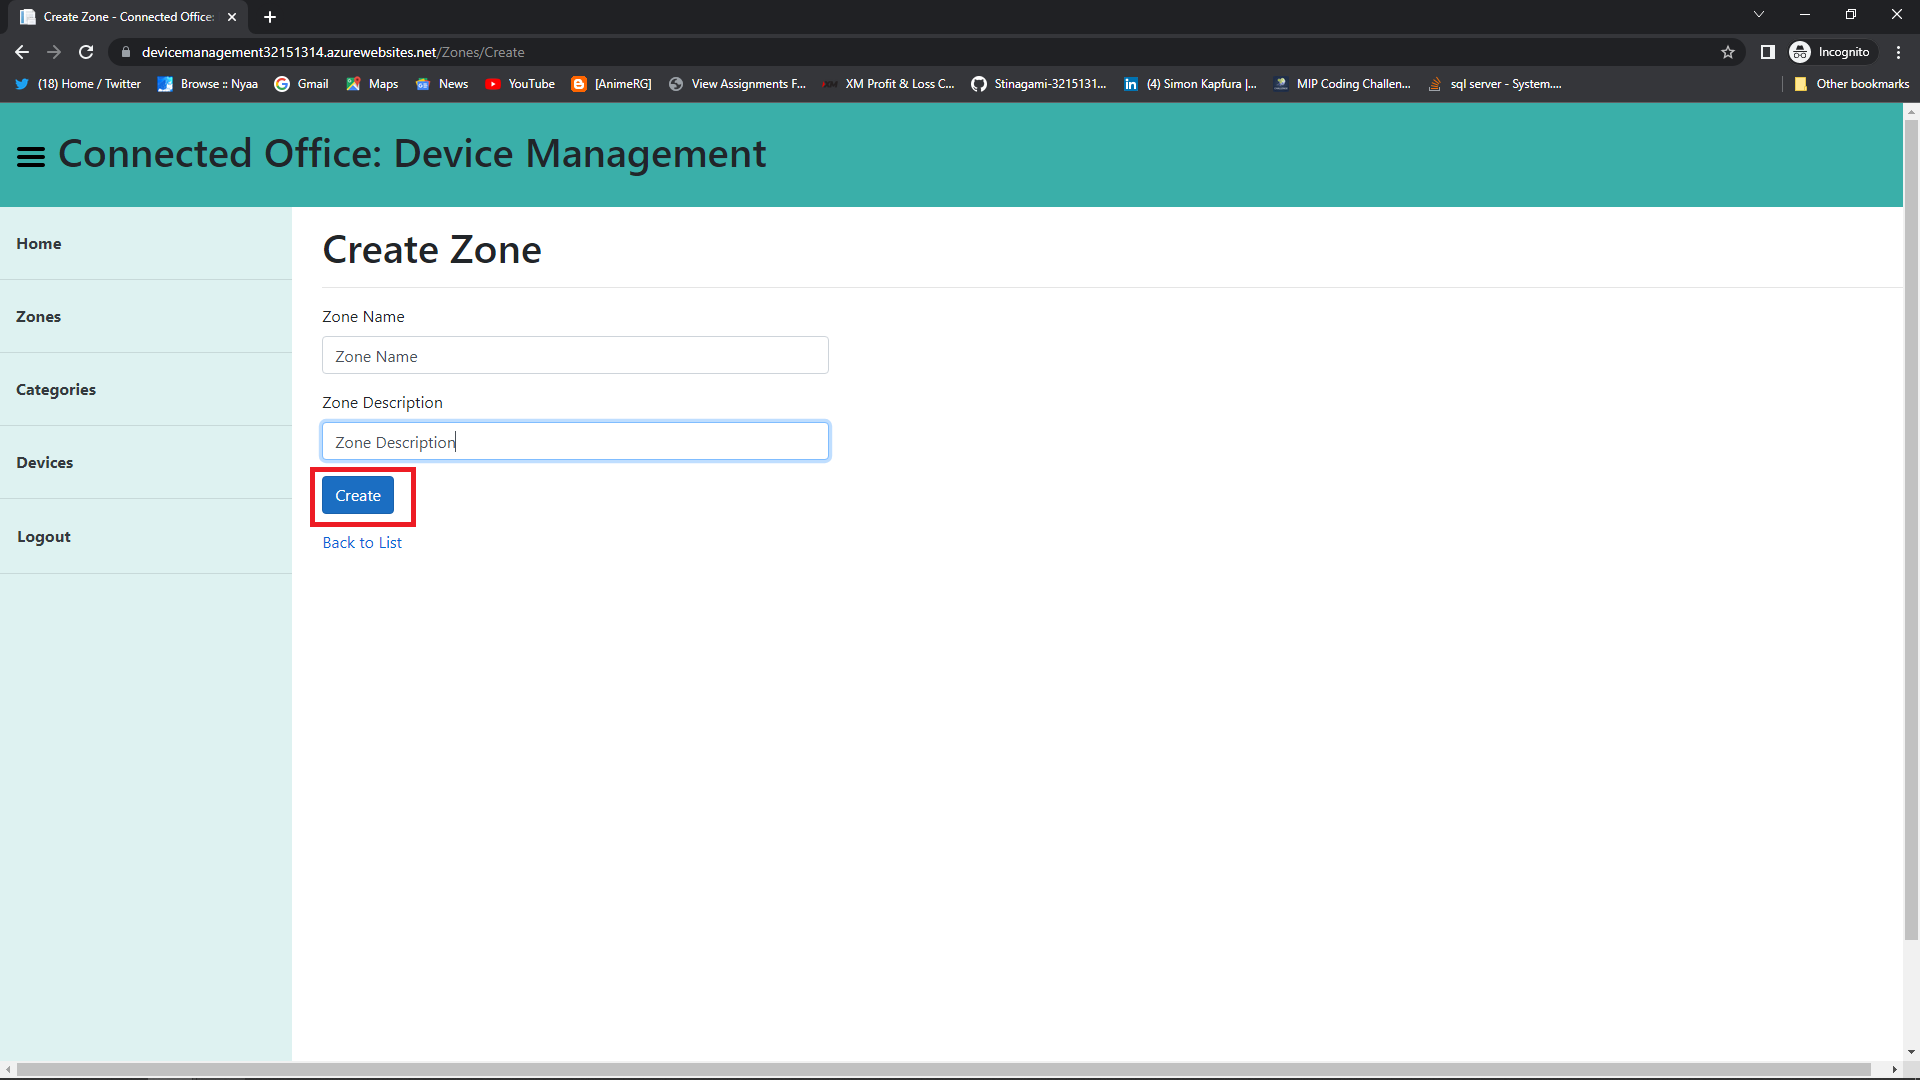 Create Zone - Connected Office:
devicemanagement32151314.azurewebsites.net/Zones/Create
Incognito
(18) Home / Twitter
Browse :: Nyaa
Gmail
Maps
News
YouTube
[AnimeRG]
View Assignments F...
XM Profit & Loss C...
Stinagami-3215131...
(4) Simon Kapfura |...
MIP Coding Challen...
sql server - System....
Other bookmarks
Connected Office: Device Management
Home
Zones
Categories
Devices
Logout
Create Zone
Zone Name
Zone Name
Zone Description
Zone Description
Create
Back to List